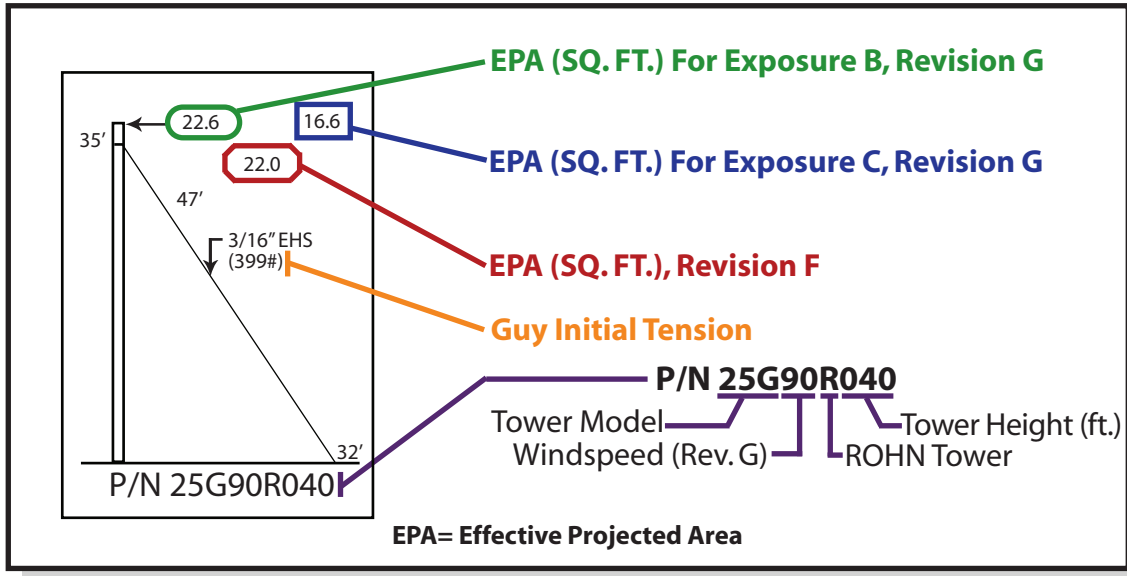 EPA (SQ. FT.) For Exposure B, Revision G
22.6
16.6
35′
22.0
EPA (SQ. FT.) For Exposure C, Revision G
47′
3/16″ EHS
(399#)
EPA (SQ. FT.), Revision F
Guy Initial Tension
P/N 25G90R040
Tower Model
Tower Height (ft.)
Windspeed (Rev. G)
ROHN Tower
32′
P/N 25G90R040
EPA= Effective Projected Area